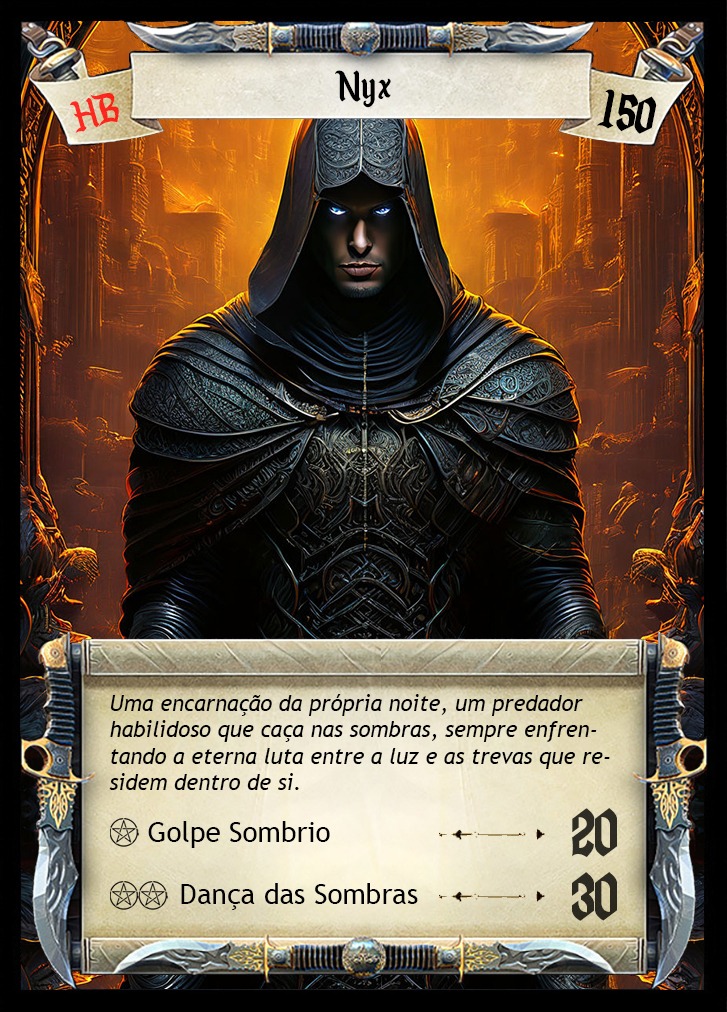 HB
Nyx
150
Uma encarnação da própria noite, um predador
habilidoso que caça nas sombras, sempre enfren-
tando a eterna luta entre a luz e as trevas que re-
sidem dentro de si.
Golpe Sombrio 20
Dança das Sombras 30